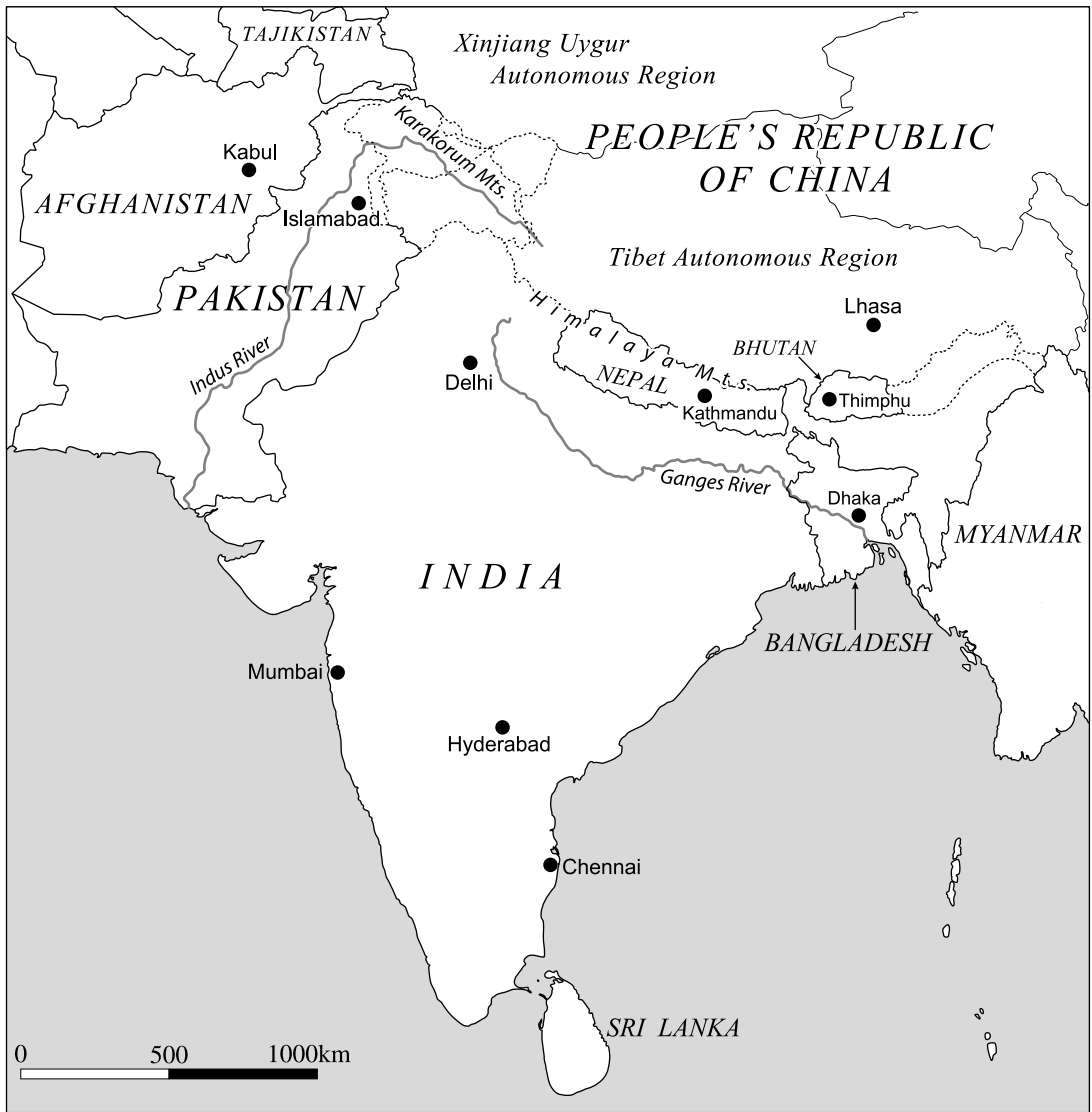 TAJIKISTAN
Xinjiang Uygur
Autonomous Region
Karakorum Mts.
PEOPLE'S REPUBLIC
OF CHINA
Kabul
AFGHANISTAN
Islamabad
Tibet Autonomous Region
PAKISTAN
Himalaya Mts.
Lhasa
Indus River
BHUTAN
Delhi
NEPAL
Kathmandu
Thimphu
Ganges River
Dhaka
MYANMAR
INDIA
BANGLADESH
Mumbai
Hyderabad
Chennai
SRI LANKA
0 500 1000km